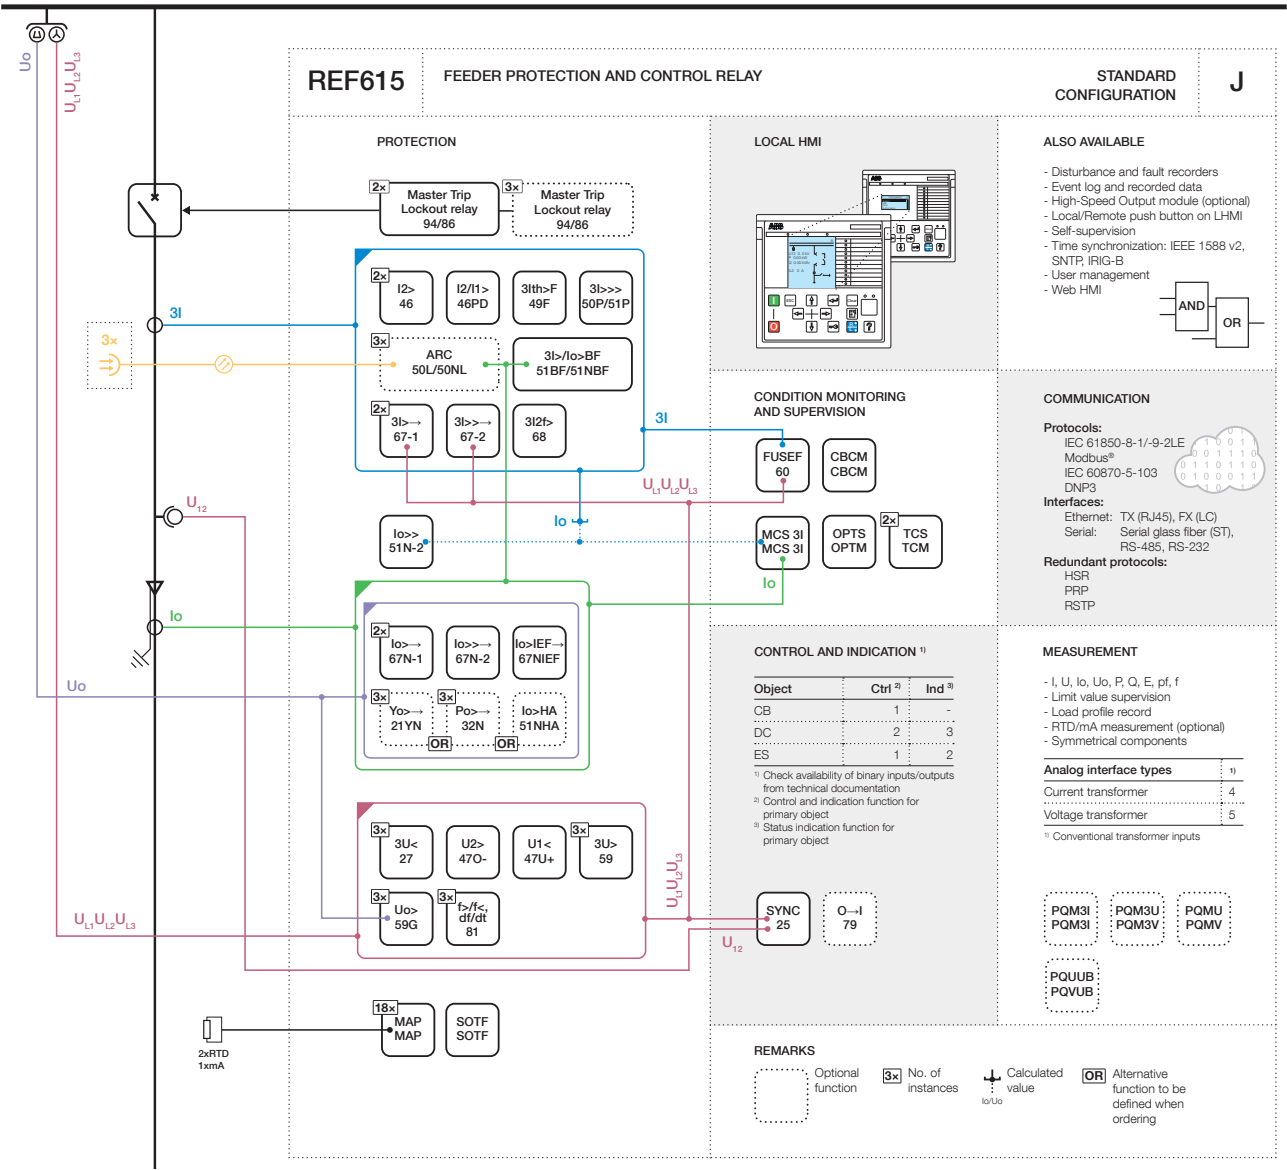 REF615
FEEDER PROTECTION AND CONTROL RELAY
STANDARD
CONFIGURATION
J
Uo
UL1UL2UL3
PROTECTION
2×
Master Trip
Lockout relay
94/86
3×
Master Trip
Lockout relay
94/86
3I
2×
I2>
46
I2/I1>
46PD
3Ith>F
49F
3I>>>
50P/51P
3×
3×
ARC
50L/50NL
3I>/Io>BF
51BF/51NBF
2×
3I>→
67-1
3I>>→
67-2
3I2f>
68
3I
UL1UL2UL3
U12
Io
Io>>
51N-2
Io
Io
2×
Io>→
67N-1
Io>>→
67N-2
Io>IEF→
67NIEF
Uo
3×
Yo>→
21YN
OR
3×
Po>→
32N
OR
Io>HA
51NHA
3×
3U<
27
U2>
47O-
U1<
47U+
3×
3U>
59
3×
Uo>
59G
3×
f>/f<,
df/dt
81
UL1UL2UL3
UL1UL2UL3
U12
18×
MAP
MAP
SOTF
SOTF
2xRTD
1xmA
LOCAL HMI
ABB
ABB
CONDITION MONITORING
AND SUPERVISION
FUSEF
60
CBCM
CBCM
MCS 3I
MCS 3I
OPTS
OPTM
2×
TCS
TCM
CONTROL AND INDICATION 1)
Object Ctrl 2) Ind 3)
CB 1 -
DC 2 3
ES 1 2
1) Check availability of binary inputs/outputs
from technical documentation
2) Control and indication function for
primary object
3) Status indication function for
primary object
SYNC
25
O→I
79
ALSO AVAILABLE
- Disturbance and fault recorders
- Event log and recorded data
- High-Speed Output module (optional)
- Local/Remote push button on LHMI
- Self-supervision
- Time synchronization: IEEE 1588 v2,
SNTP, IRIG-B
- User management
- Web HMI
AND
OR
COMMUNICATION
Protocols:
IEC 61850-8-1/-9-2LE
Modbus®
IEC 60870-5-103
DNP3
Interfaces:
Ethernet: TX (RJ45), FX (LC)
Serial: Serial glass fiber (ST),
RS-485, RS-232
Redundant protocols:
HSR
PRP
RSTP
MEASUREMENT
- I, U, Io, Uo, P, Q, E, pf, f
- Limit value supervision
- Load profile record
- RTD/mA measurement (optional)
- Symmetrical components
Analog interface types 1)
Current transformer 4
Voltage transformer 5
1) Conventional transformer inputs
PQM3I
PQM3I
PQM3U
PQM3V
PQMU
PQMV
PQUUB
PQVUB
REMARKS
Optional
function
3×
No. of
instances
Io/Uo
Calculated
value
OR
Alternative
function to be
defined when
ordering